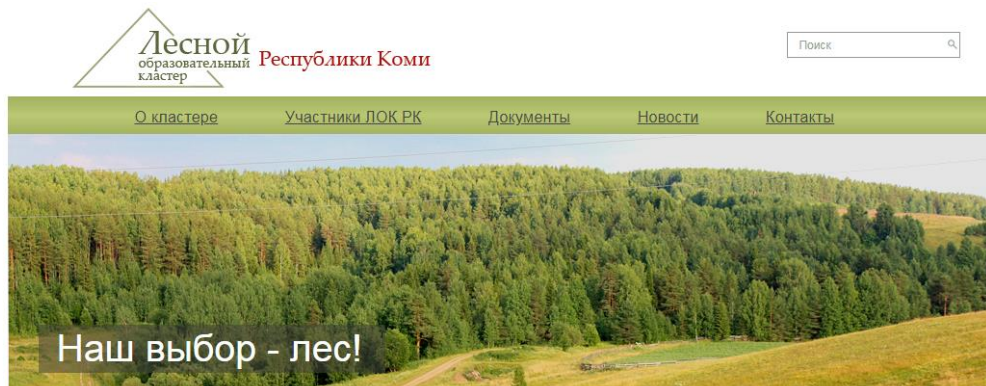 Лесной
образовательный
кластер
Республики Коми
Поиск
О кластере Участники ЛОК РК Документы Новости Контакты
Наш выбор - лес!